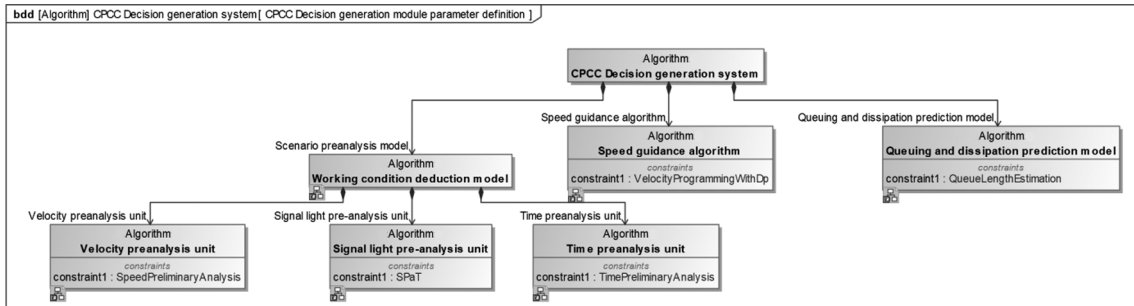 bdd [Algorithm] CPCC Decision generation system[ CPCC Decision generation module parameter definition ]
Algorithm
CPCC Decision generation system
Speed guidance algorithm
Queuing and dissipation prediction model
Scenario preanalysis model
Algorithm
Speed guidance algorithm
constraints
constraint1 : VelocityProgrammingWithDp
Algorithm
Queuing and dissipation prediction model
constraints
constraint1 : QueueLengthEstimation
Algorithm
Working condition deduction model
Velocity preanalysis unit
Signal light pre-analysis unit
Time preanalysis unit
Algorithm
Velocity preanalysis unit
constraints
constraint1 : SpeedPreliminaryAnalysis
Algorithm
Signal light pre-analysis unit
constraints
constraint1 : SPaT
Algorithm
Time preanalysis unit
constraints
constraint1 : TimePreliminaryAnalysis